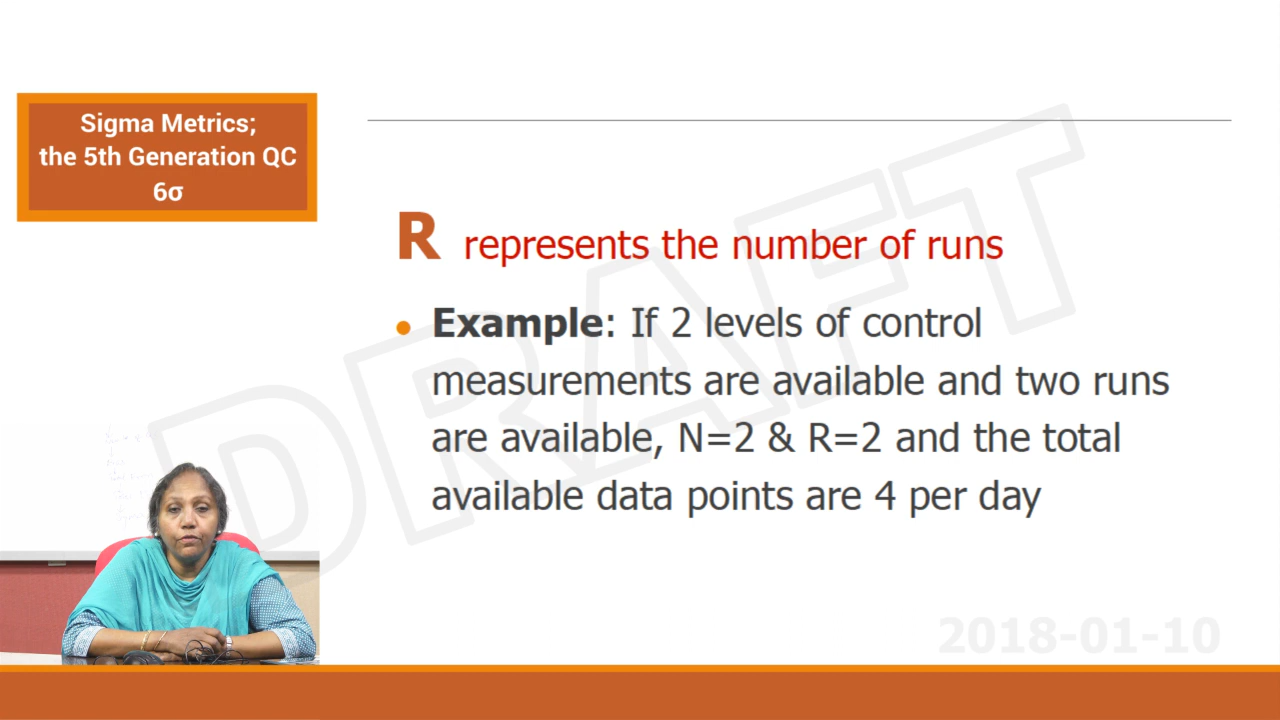 Sigma Metrics;
the 5th Generation QC
6σ
R represents the number of runs
• Example: If 2 levels of control
measurements are available and two runs
are available, N=2 & R=2 and the total
available data points are 4 per day
DRAFT
2018-01-10